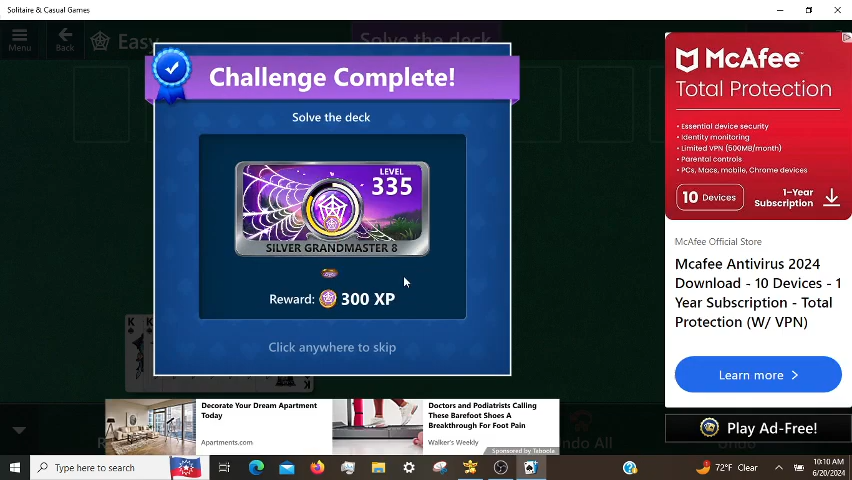 Solitaire & Casual Games
Menu
Back
Easy
Solve the deck
Challenge Complete!
Solve the deck
LEVEL
335
SILVER GRANDMASTER 8
Reward: 300 XP
Click anywhere to skip
K K
McAfee™
Total Protection
• Essential device security
• Identity monitoring
• Limited VPN (500MB/month)
• Parental controls
• PCs, Macs, mobile, Chrome devices
10 Devices
1-Year
Subscription
McAfee Official Store
Mcafee Antivirus 2024
Download - 10 Devices - 1
Year Subscription - Total
Protection (W/ VPN)
Learn more
Play Ad-Free!
Decorate Your Dream Apartment
Today
Apartments.com
Doctors and Podiatrists Calling
These Barefoot Shoes A
Breakthrough For Foot Pain
Walker's Weekly
Sponsored by Taboola
Undo All
Undo
Type here to search
72°F Clear
10:10 AM
6/20/2024